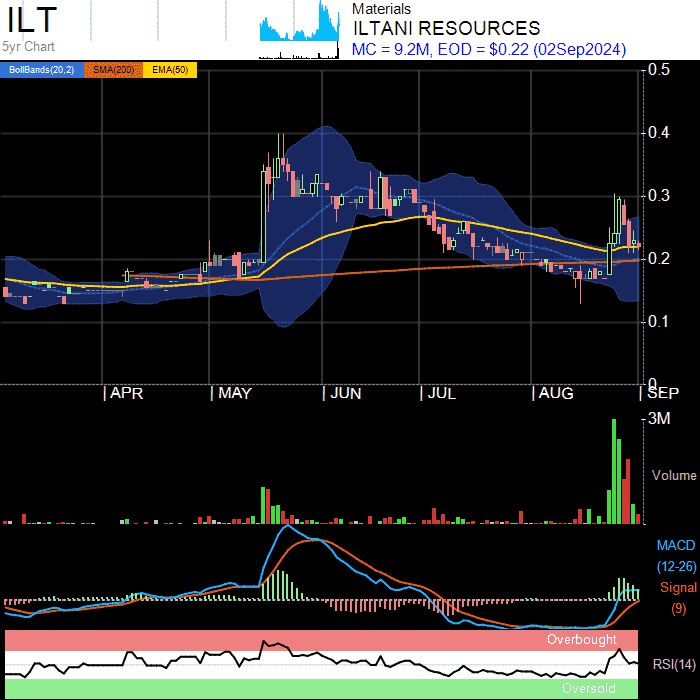 ILT
5yr Chart
Materials
ILTANI RESOURCES
MC = 9.2M, EOD = $0.22 (02Sep2024)
BollBands(20,2) SMA(200) EMA(50)
0.5
0.4
0.3
0.2
0.1
0
APR MAY JUN JUL AUG SEP
3M
Volume
MACD
(12-26)
Signal
(9)
Overbought
RSI(14)
Oversold